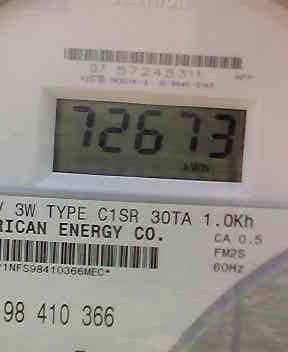 07 57245311
72673
kWh
V 3W TYPE C1SR 30TA 1.0Kh
RICAN ENERGY CO.
CA 0.5
FM2S
60Hz
*1NFS98410366MEC*
98 410 366